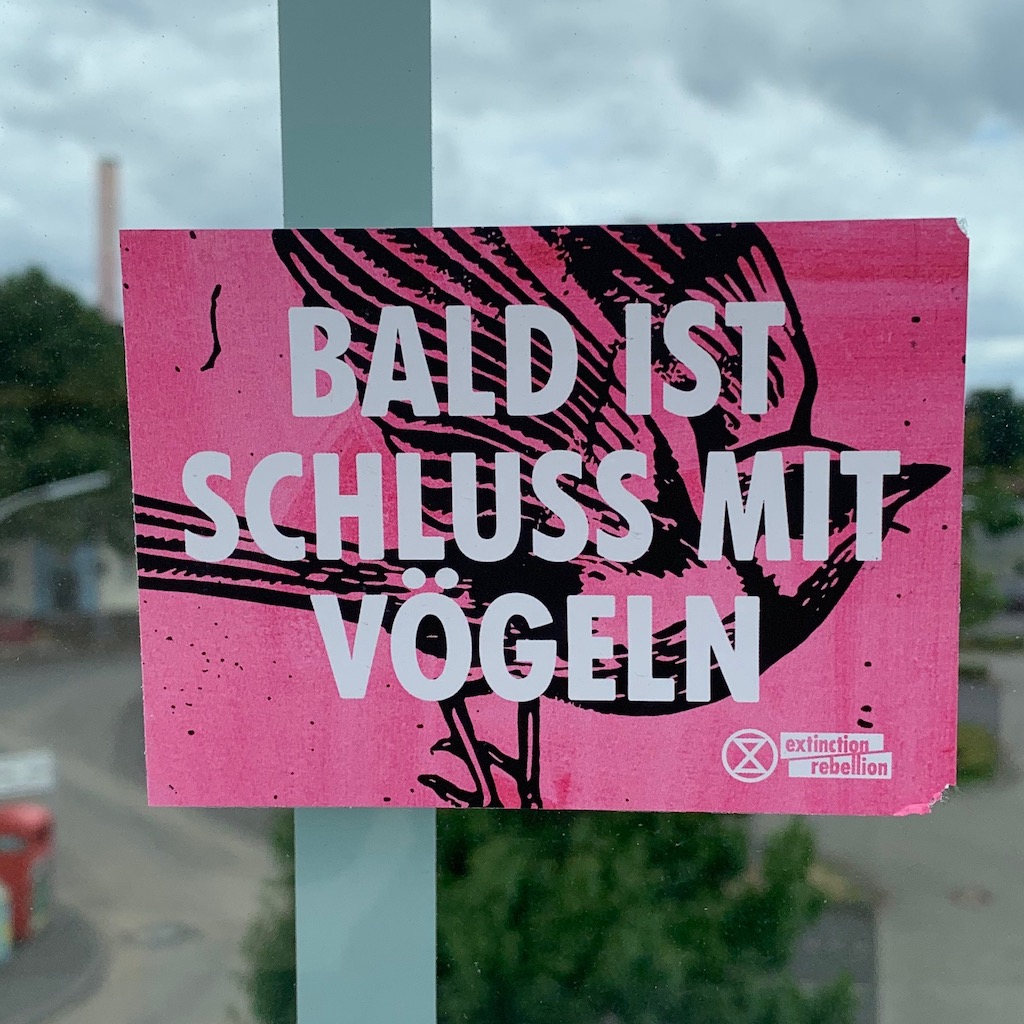 BALD IST
SCHLUSS MIT
VÖGELN
extinction
rebellion